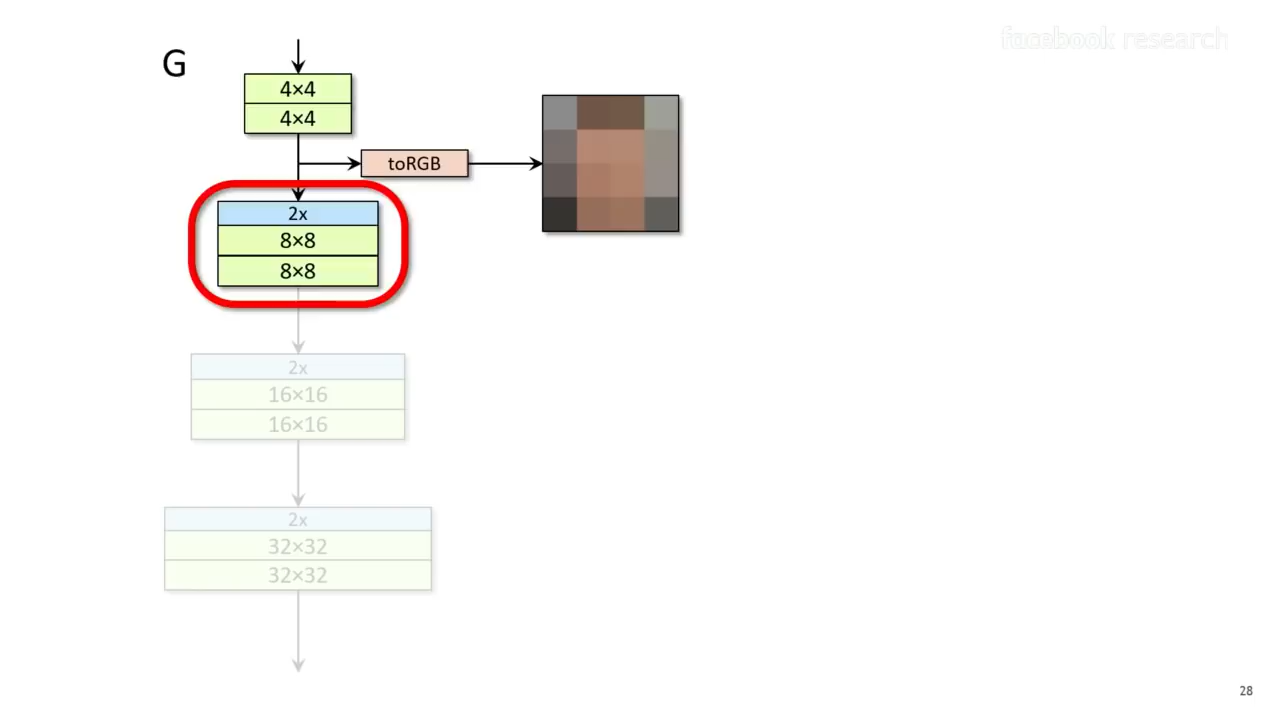 facebook research
G
4×4
4×4
toRGB
2x
8×8
8×8
2x
16×16
16×16
2x
32×32
32×32
28